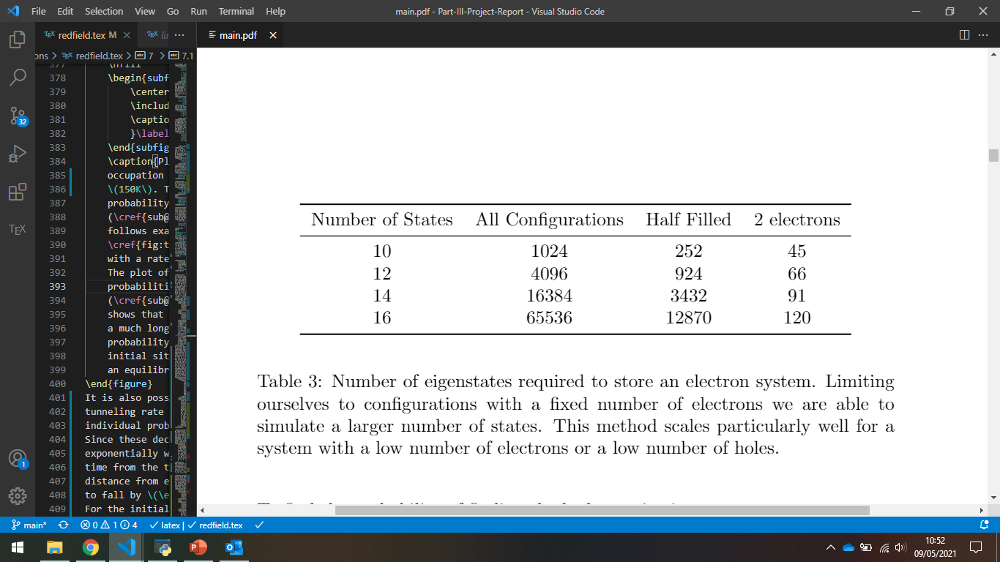 File Edit Selection View Go Run Terminal Help
main.pdf - Part-III-Project-Report - Visual Studio Code
redfield.tex M
main.pdf
ons > redfield.tex > 7 > 7.1
378 \begin{subf
379 \center
380 \includ
381 \captio
382 }\label
383 \end{subfig
384 \caption{Pl
385 occupation
386 \(150K\). T
387 probability
388 (\cref{sub@
389 follows exa
390 \cref{fig:t
391 with a rate
392 The plot of
393 probabiliti
394 (\cref{sub@
395 shows that
396 a much long
397 probability
398 initial sit
399 an equilibr
400 \end{figure}
401 It is also poss
402 tunneling rate
403 individual prob
404 Since these dec
405 exponentially w
406 time from the t
407 distance from e
408 to fall by \(\e
409 For the initial
Number of States All Configurations Half Filled 2 electrons
10 1024 252 45
12 4096 924 66
14 16384 3432 91
16 65536 12870 120
Table 3: Number of eigenstates required to store an electron system. Limiting
ourselves to configurations with a fixed number of electrons we are able to
simulate a larger number of states. This method scales particularly well for a
system with a low number of electrons or a low number of holes.
TEX
32
1
main* 0 1 4 latex | redfield.tex
10:52
09/05/2021